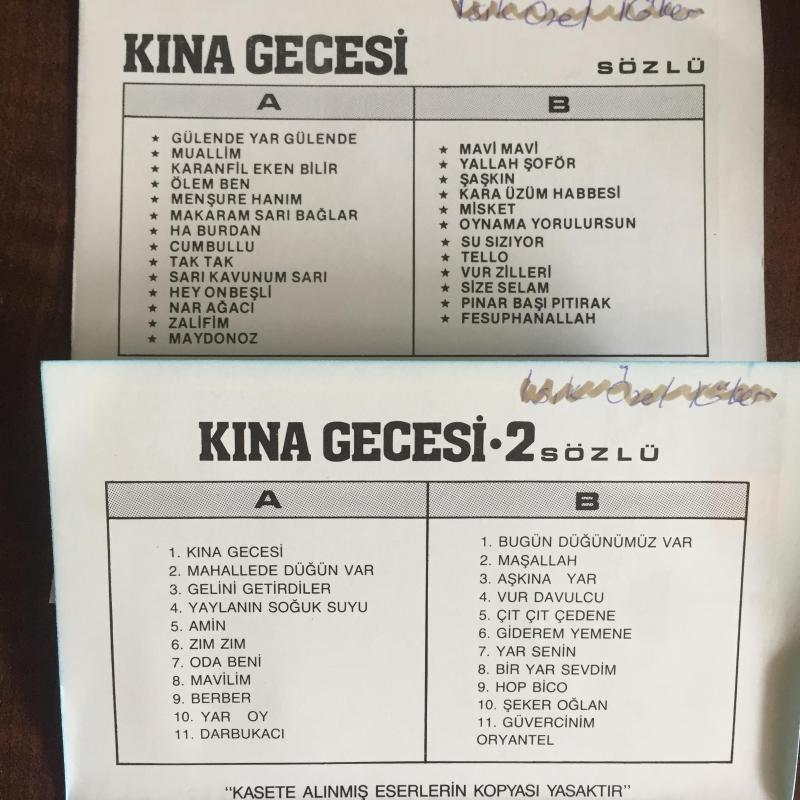 Özel
KINA GECESİ
SÖZLÜ
A
★ GÜLENDE YAR GÜLENDE
★ MUALLİM
★ KARANFİL EKEN BİLİR
★ ÖLEM BEN
★ MENŞURE HANIM
★ MAKARAM SARI BAĞLAR
★ HA BURDAN
★ CUMBULLU
★ TAK TAK
★ SARI KAVUNUM SARI
★ HEY ONBEŞLİ
★ NAR AĞACI
★ ZALİFİM
★ MAYDONOZ
B
★ MAVİ MAVİ
★ YALLAH ŞOFÖR
★ ŞAŞKIN
★ KARA ÜZÜM HABBESİ
★ MİSKET
★ OYNAMA YORULURSUN
★ SU SIZIYOR
★ TELLO
★ VUR ZİLLERİ
★ SİZE SELAM
★ PINAR BAŞI PITIRAK
★ FESUPHANALLAH
Özel
KINA GECESİ·2 SÖZLÜ
A
1. KINA GECESİ
2. MAHALLEDE DÜĞÜN VAR
3. GELİNİ GETİRDİLER
4. YAYLANIN SOĞUK SUYU
5. AMİN
6. ZIM ZIM
7. ODA BENİ
8. MAVİLİM
9. BERBER
10. YAR OY
11. DARBUKACI
B
1. BUGÜN DÜĞÜNÜMÜZ VAR
2. MAŞALLAH
3. AŞKINA YAR
4. VUR DAVULCU
5. ÇIT ÇIT ÇEDENE
6. GİDEREM YEMENE
7. YAR SENİN
8. BİR YAR SEVDİM
9. HOP BICO
10. ŞEKER OĞLAN
11. GÜVERCİNİM
ORYANTEL
"KASETE ALINMIŞ ESERLERİN KOPYASI YASAKTIR"